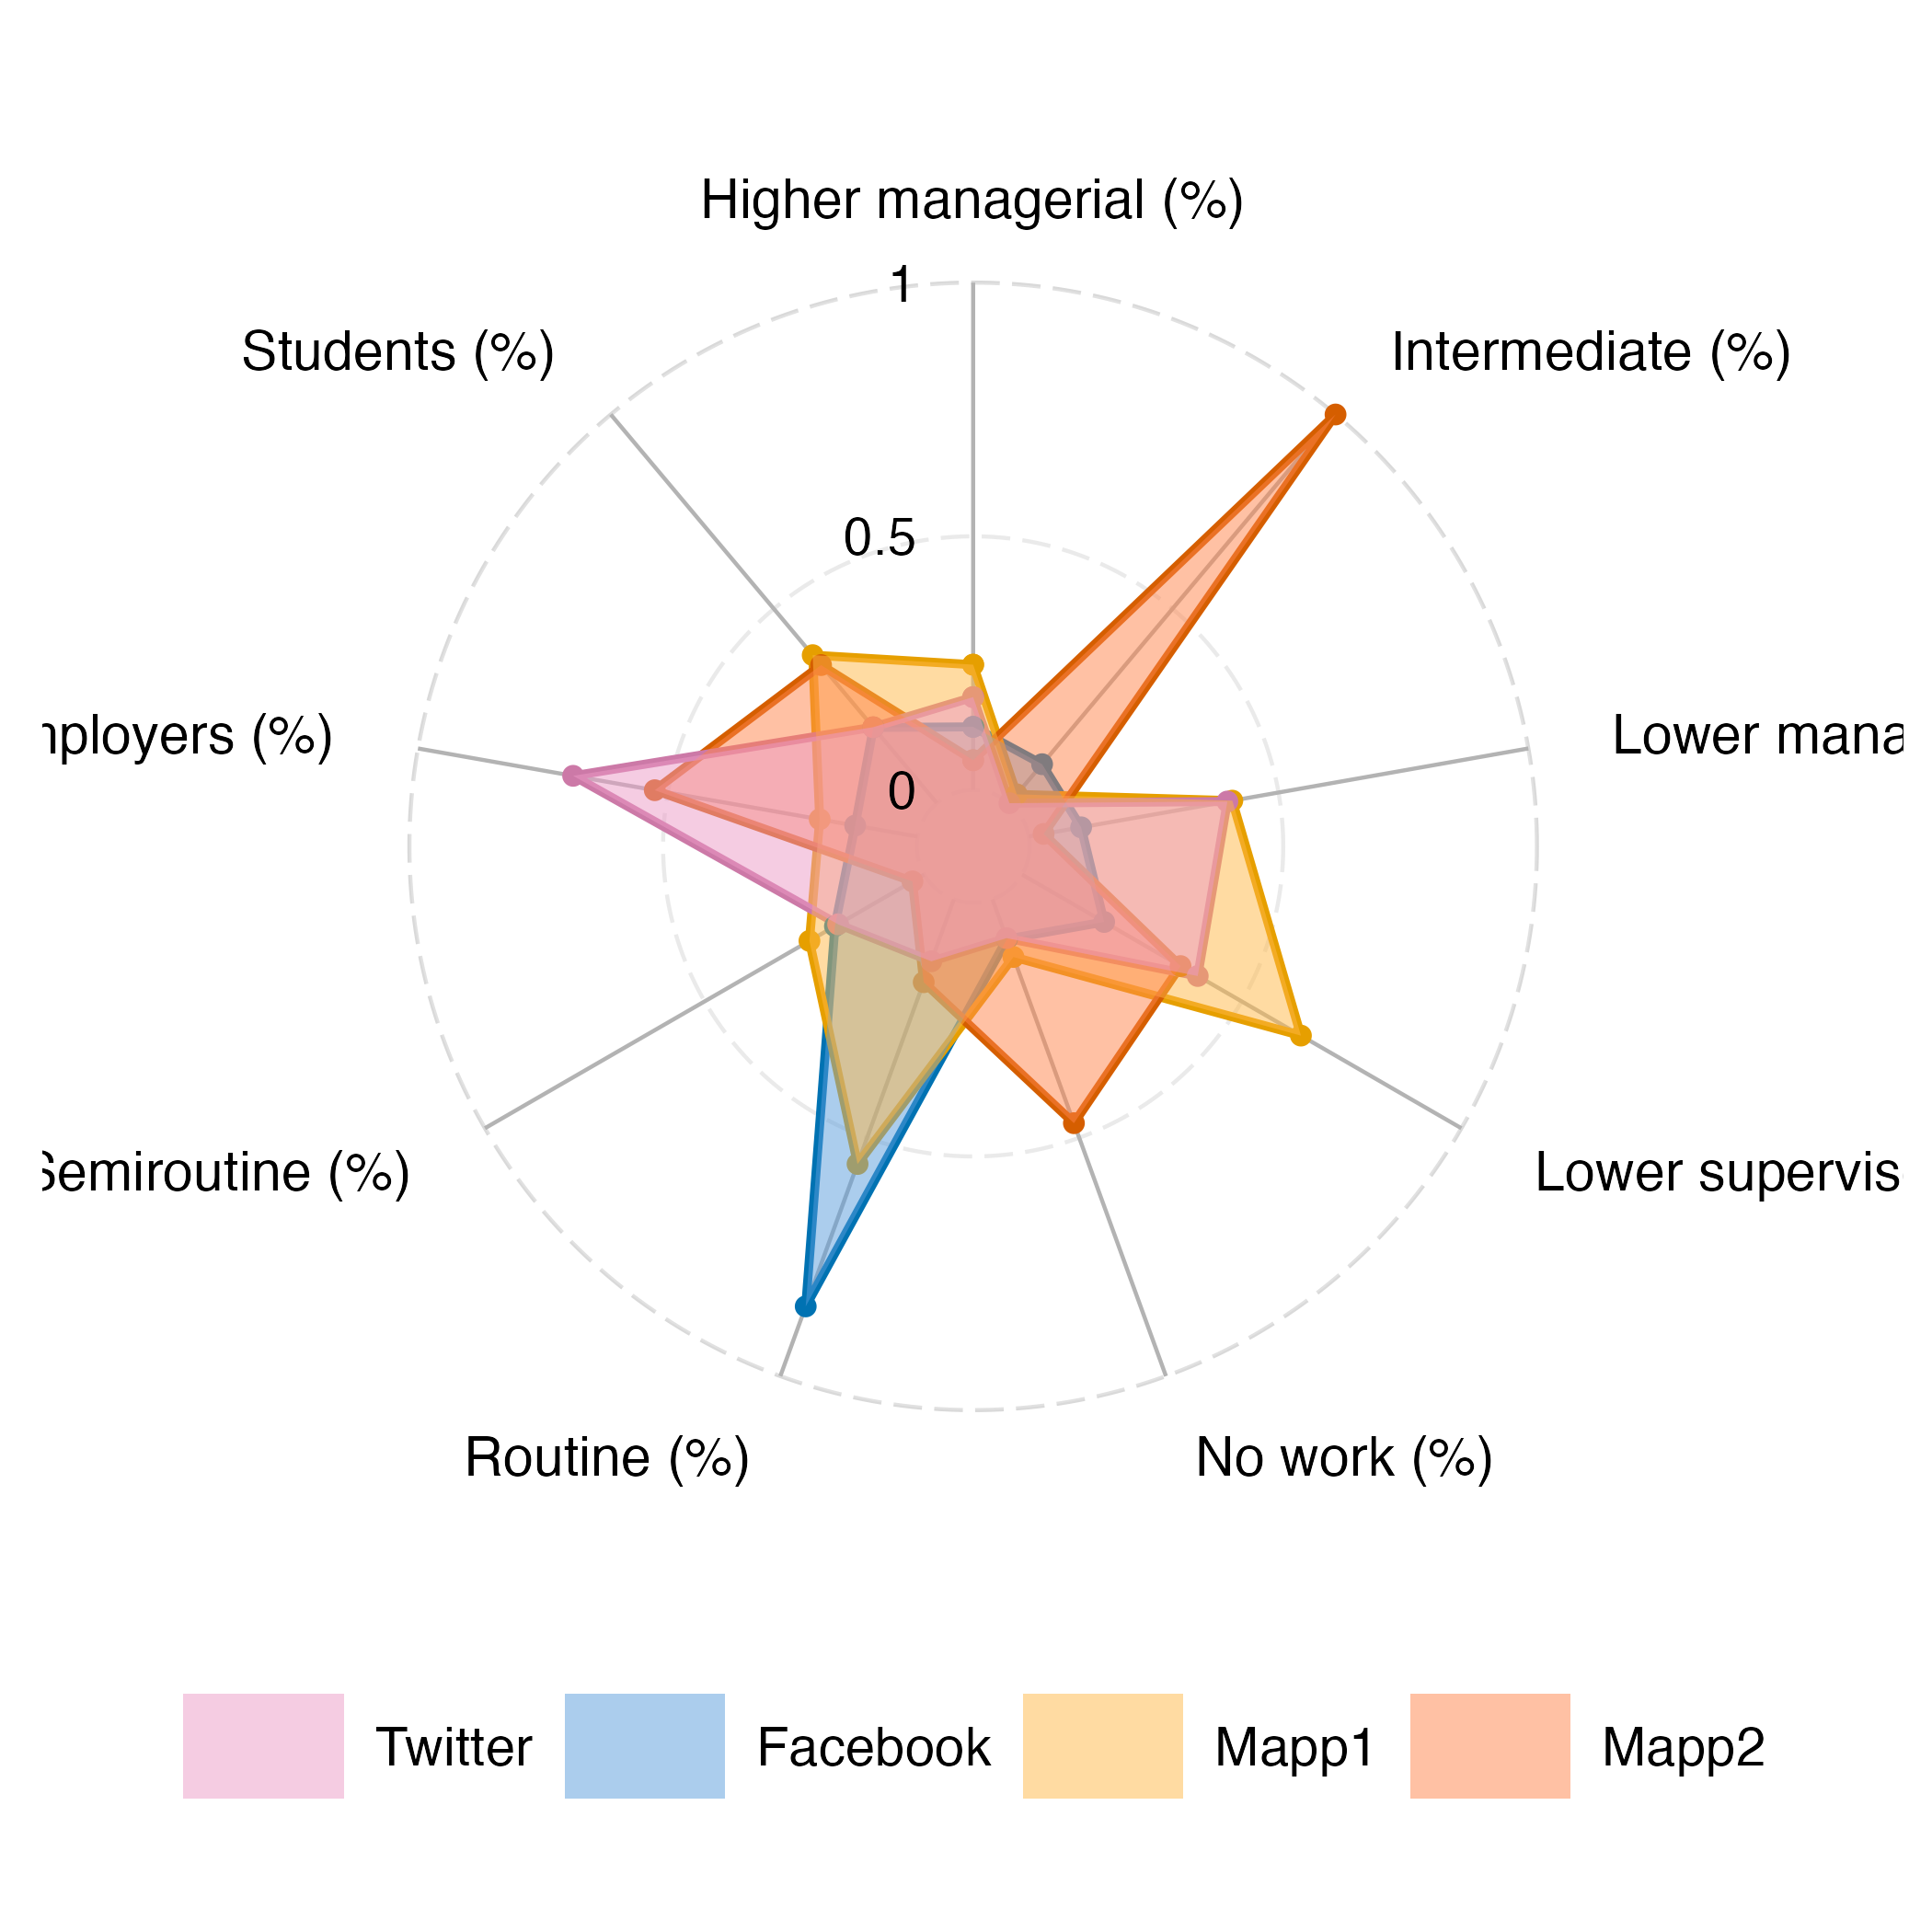 Higher managerial (%)
1
Students (%)
Intermediate (%)
0.5
nployers (%)
Lower mana
0
Semiroutine (%)
Lower supervis
Routine (%)
No work (%)
Twitter
Facebook
Mapp1
Mapp2